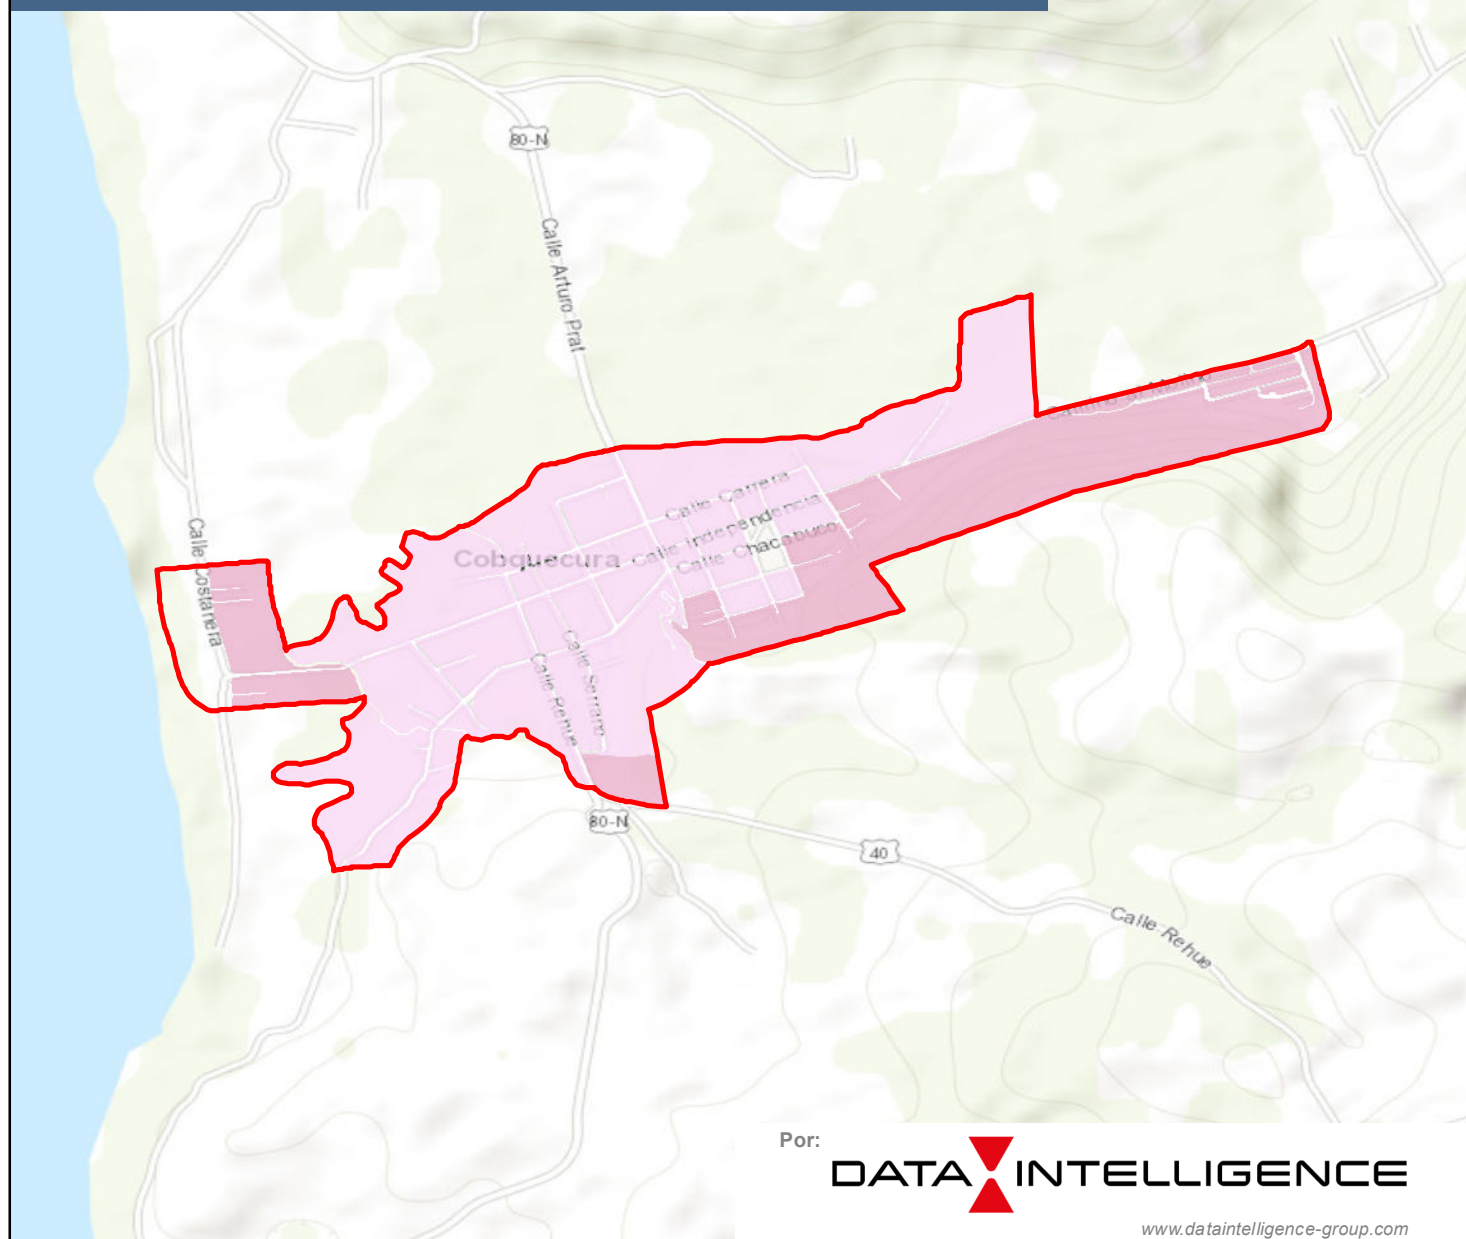 80-N
Calle Arturo Prat
Calle Carrera
Calle Independencia
Calle Chacabuco
Cobquecura
Calle Costanera
Calle Serrano
Calle Rehue
80-N
40
Calle Rehue
Por:
DATA INTELLIGENCE
www.dataintelligence-group.com